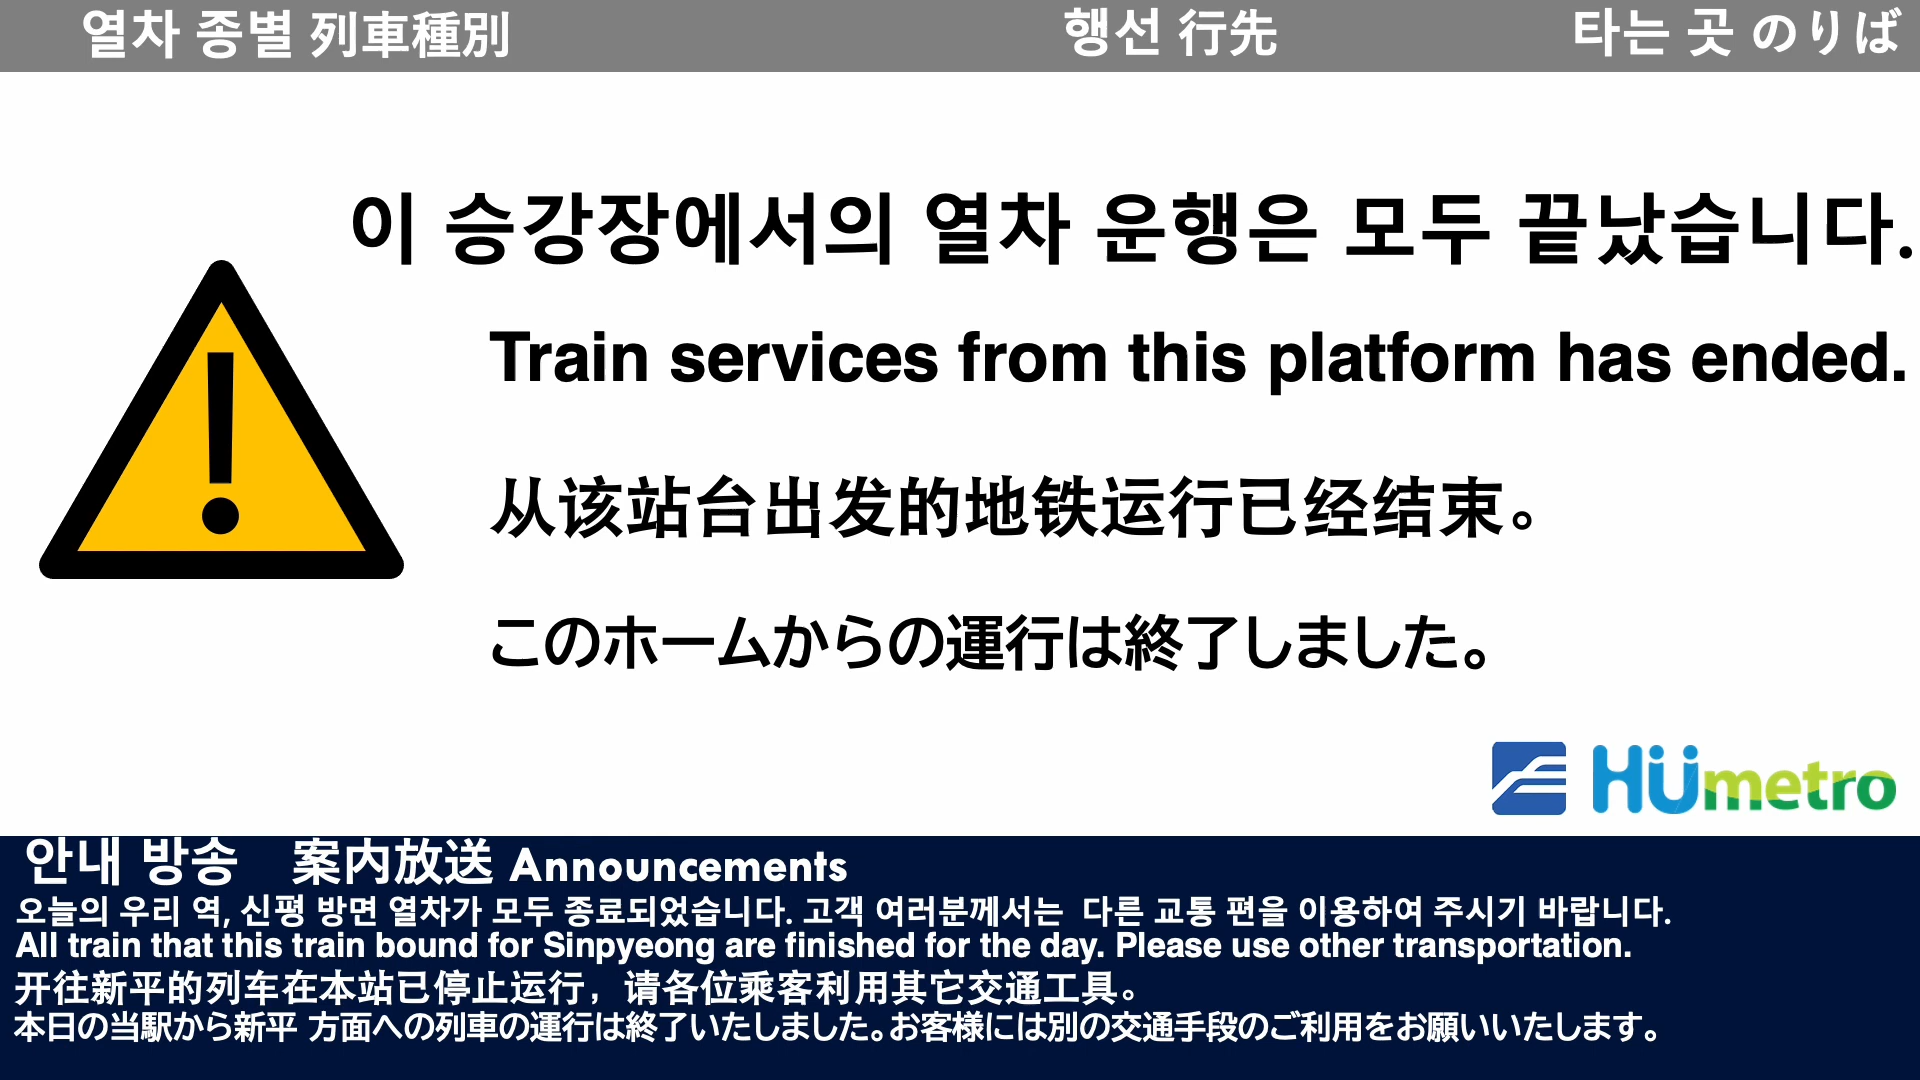 열차 종별 列車種別 행선 行先 타는 곳 のりば
이 승강장에서의 열차 운행은 모두 끝났습니다.
Train services from this platform has ended.
从该站台出发的地铁运行已经结束。
このホームからの運行は終了しました。
Hümetro
안내 방송 案内放送 Announcements
오늘의 우리 역, 신평 방면 열차가 모두 종료되었습니다. 고객 여러분께서는 다른 교통 편을 이용하여 주시기 바랍니다.
All train that this train bound for Sinpyeong are finished for the day. Please use other transportation.
开往新平的列车在本站已停止运行，请各位乘客利用其它交通工具。
本日の当駅から新平 方面への列車の運行は終了いたしました。お客様には別の交通手段のご利用をお願いいたします。